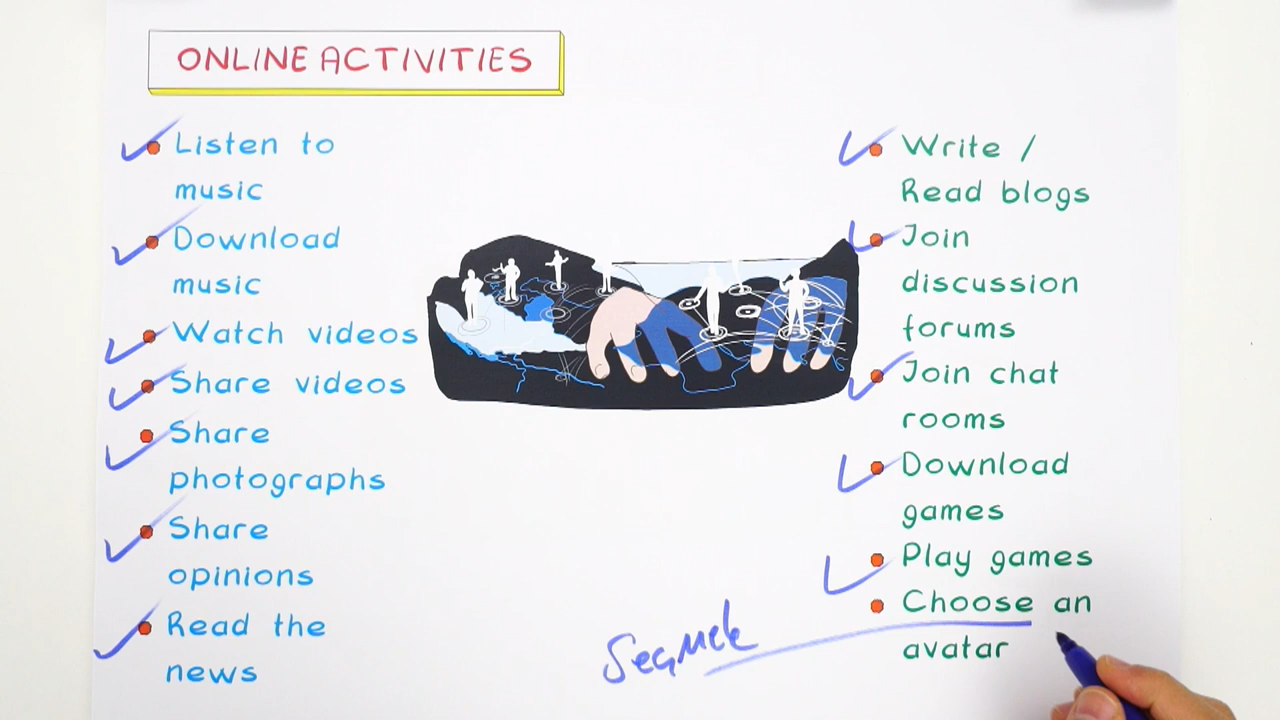 ONLINE ACTIVITIES
Listen to
music
Download
music
Watch videos
Share videos
Share
photographs
Share
opinions
Read the
news
Write /
Read blogs
Join
discussion
forums
Join chat
rooms
Download
games
Play games
Choose an
avatar
Seçmek